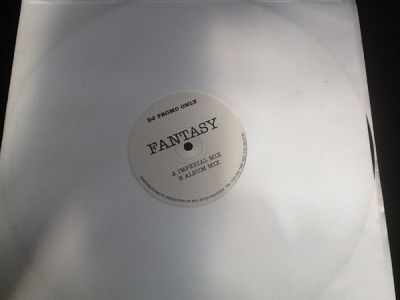 DJ PROMO ONLY
FANTASY
A IMPERIAL MIX
B ALBUM MIX